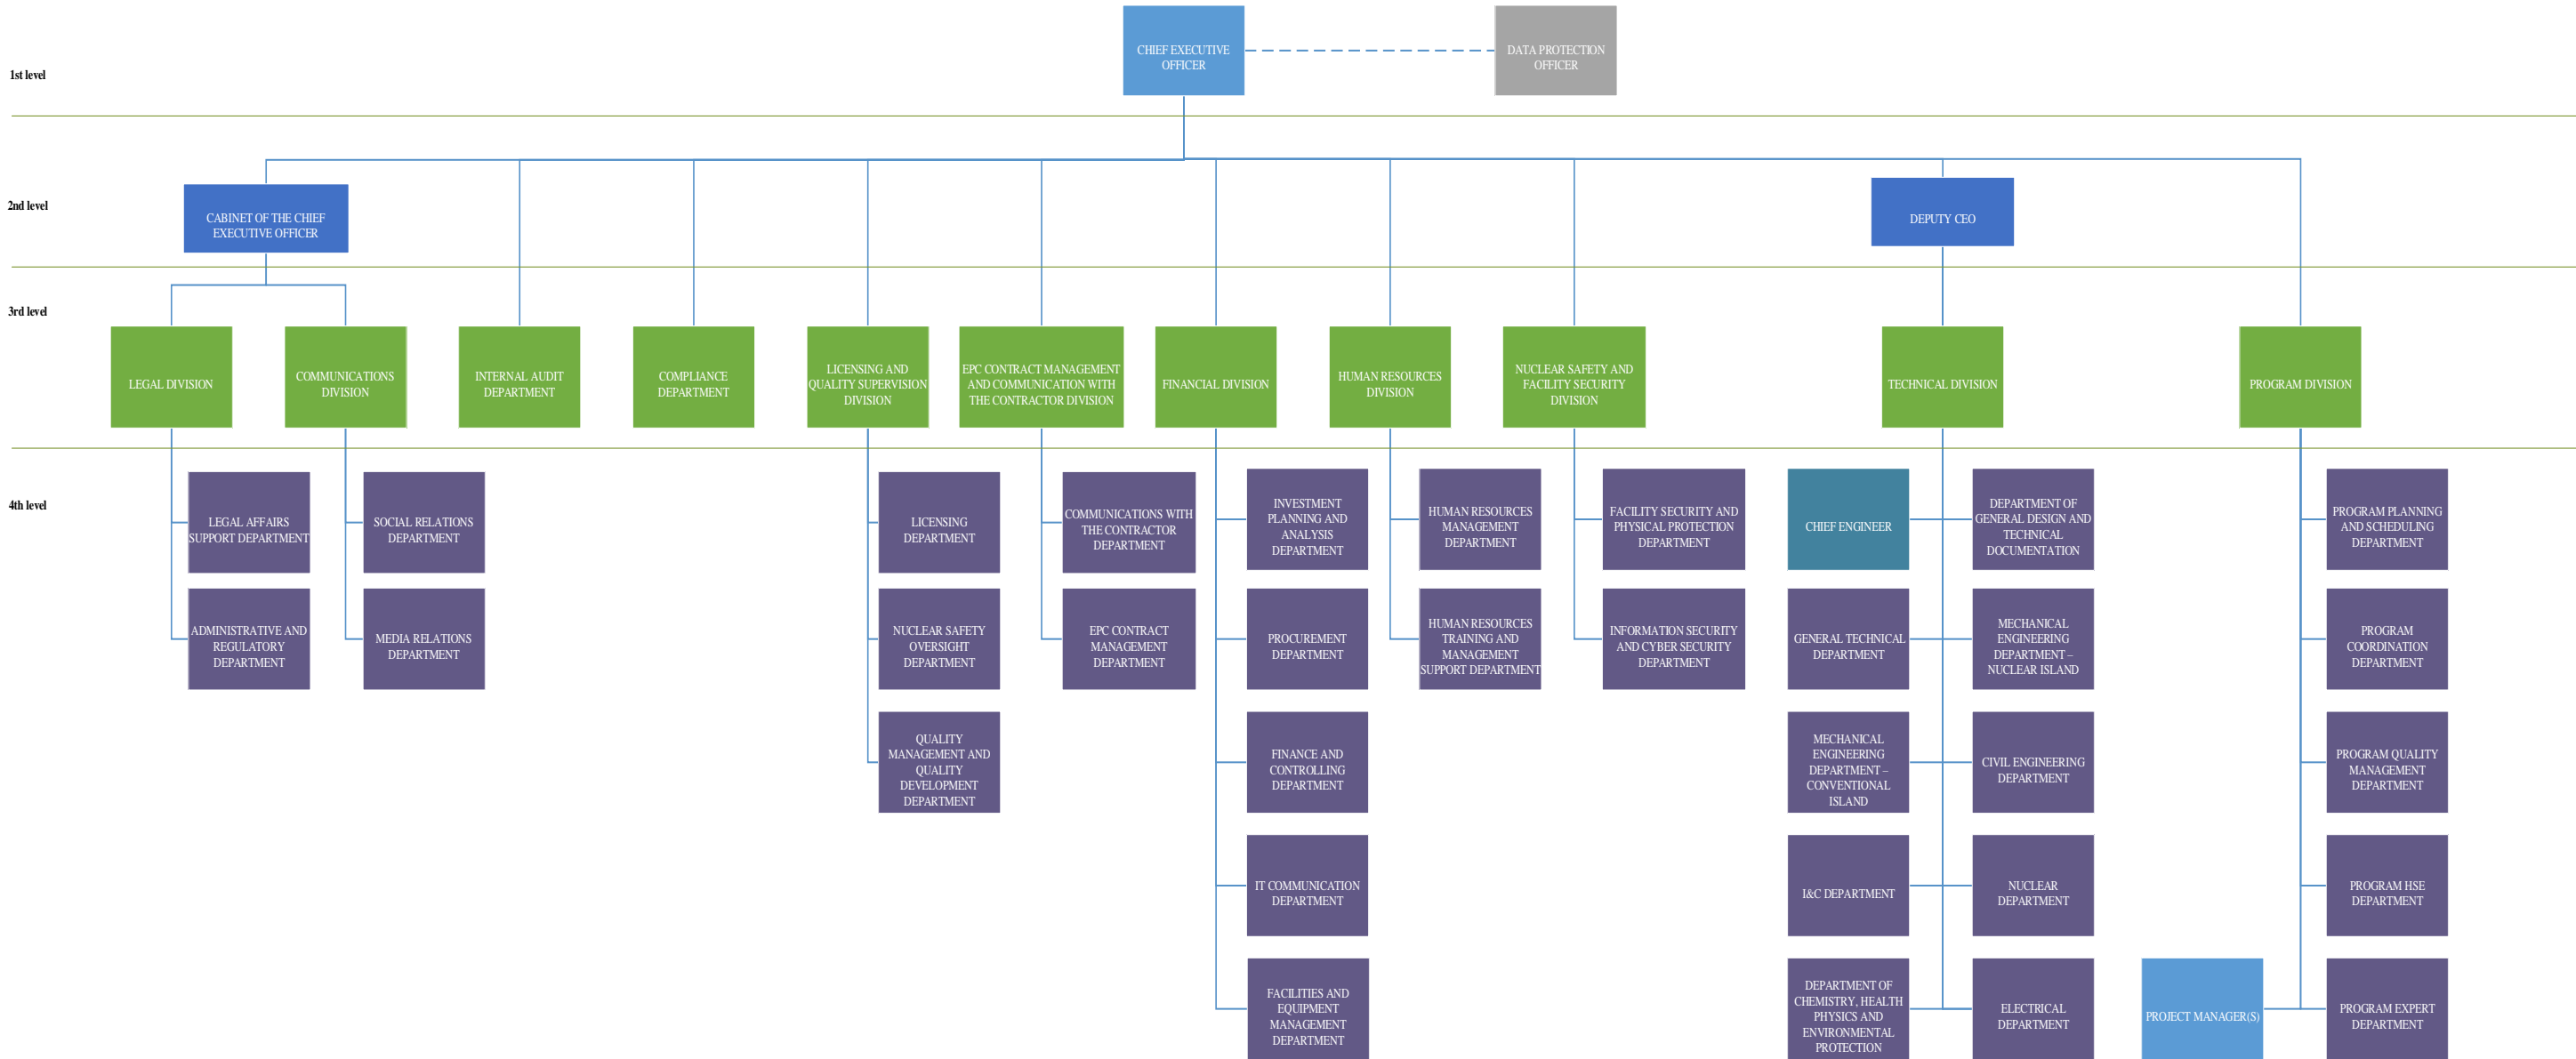 CHIEF EXECUTIVE
OFFICER
DATA PROTECTION
OFFICER
1st level
2nd level
CABINET OF THE CHIEF
EXECUTIVE OFFICER
DEPUTY CEO
3rd level
LEGAL DIVISION
COMMUNICATIONS
DIVISION
INTERNAL AUDIT
DEPARTMENT
COMPLIANCE
DEPARTMENT
LICENSING AND
QUALITY SUPERVISION
DIVISION
EPC CONTRACT MANAGEMENT
AND COMMUNICATION WITH
THE CONTRACTOR DIVISION
FINANCIAL DIVISION
HUMAN RESOURCES
DIVISION
NUCLEAR SAFETY AND
FACILITY SECURITY
DIVISION
TECHNICAL DIVISION
PROGRAM DIVISION
4th level
LEGAL AFFAIRS
SUPPORT DEPARTMENT
SOCIAL RELATIONS
DEPARTMENT
LICENSING
DEPARTMENT
COMMUNICATIONS WITH
THE CONTRACTOR
DEPARTMENT
INVESTMENT
PLANNING AND
ANALYSIS
DEPARTMENT
HUMAN RESOURCES
MANAGEMENT
DEPARTMENT
FACILITY SECURITY AND
PHYSICAL PROTECTION
DEPARTMENT
CHIEF ENGINEER
DEPARTMENT OF
GENERAL DESIGN AND
TECHNICAL
DOCUMENTATION
PROGRAM PLANNING
AND SCHEDULING
DEPARTMENT
ADMINISTRATIVE AND
REGULATORY
DEPARTMENT
MEDIA RELATIONS
DEPARTMENT
NUCLEAR SAFETY
OVERSIGHT
DEPARTMENT
EPC CONTRACT
MANAGEMENT
DEPARTMENT
PROCUREMENT
DEPARTMENT
HUMAN RESOURCES
TRAINING AND
MANAGEMENT
SUPPORT DEPARTMENT
INFORMATION SECURITY
AND CYBER SECURITY
DEPARTMENT
GENERAL TECHNICAL
DEPARTMENT
MECHANICAL
ENGINEERING
DEPARTMENT –
NUCLEAR ISLAND
PROGRAM
COORDINATION
DEPARTMENT
QUALITY
MANAGEMENT AND
QUALITY
DEVELOPMENT
DEPARTMENT
FINANCE AND
CONTROLLING
DEPARTMENT
MECHANICAL
ENGINEERING
DEPARTMENT –
CONVENTIONAL
ISLAND
CIVIL ENGINEERING
DEPARTMENT
PROGRAM QUALITY
MANAGEMENT
DEPARTMENT
IT COMMUNICATION
DEPARTMENT
I&C DEPARTMENT
NUCLEAR
DEPARTMENT
PROGRAM HSE
DEPARTMENT
FACILITIES AND
EQUIPMENT
MANAGEMENT
DEPARTMENT
DEPARTMENT OF
CHEMISTRY, HEALTH
PHYSICS AND
ENVIRONMENTAL
PROTECTION
ELECTRICAL
DEPARTMENT
PROJECT MANAGER(S)
PROGRAM EXPERT
DEPARTMENT